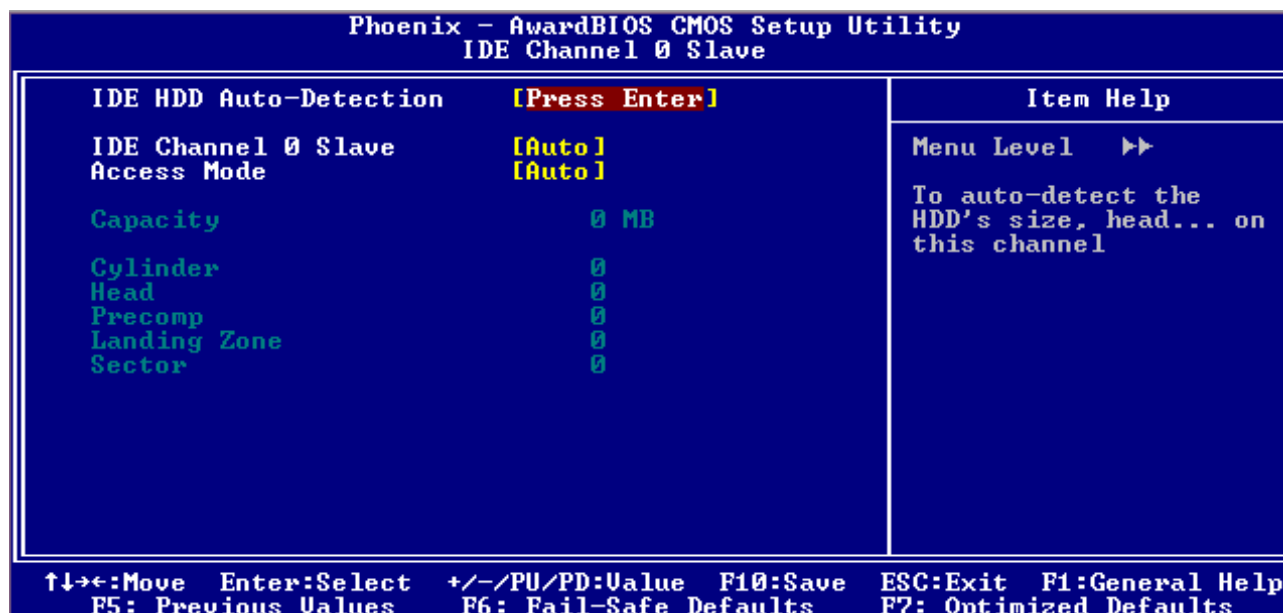 Phoenix - AwardBIOS CMOS Setup Utility
IDE Channel 0 Slave
IDE HDD Auto-Detection [Press Enter]
IDE Channel 0 Slave [Auto]
Access Mode [Auto]
Capacity 0 MB
Cylinder 0
Head 0
Precomp 0
Landing Zone 0
Sector 0
Item Help
Menu Level ▸▸
To auto-detect the
HDD's size, head... on
this channel
↑↓→←:Move Enter:Select +/-/PU/PD:Value F10:Save ESC:Exit F1:General Help
F5: Previous Values F6: Fail-Safe Defaults F7: Optimized Defaults